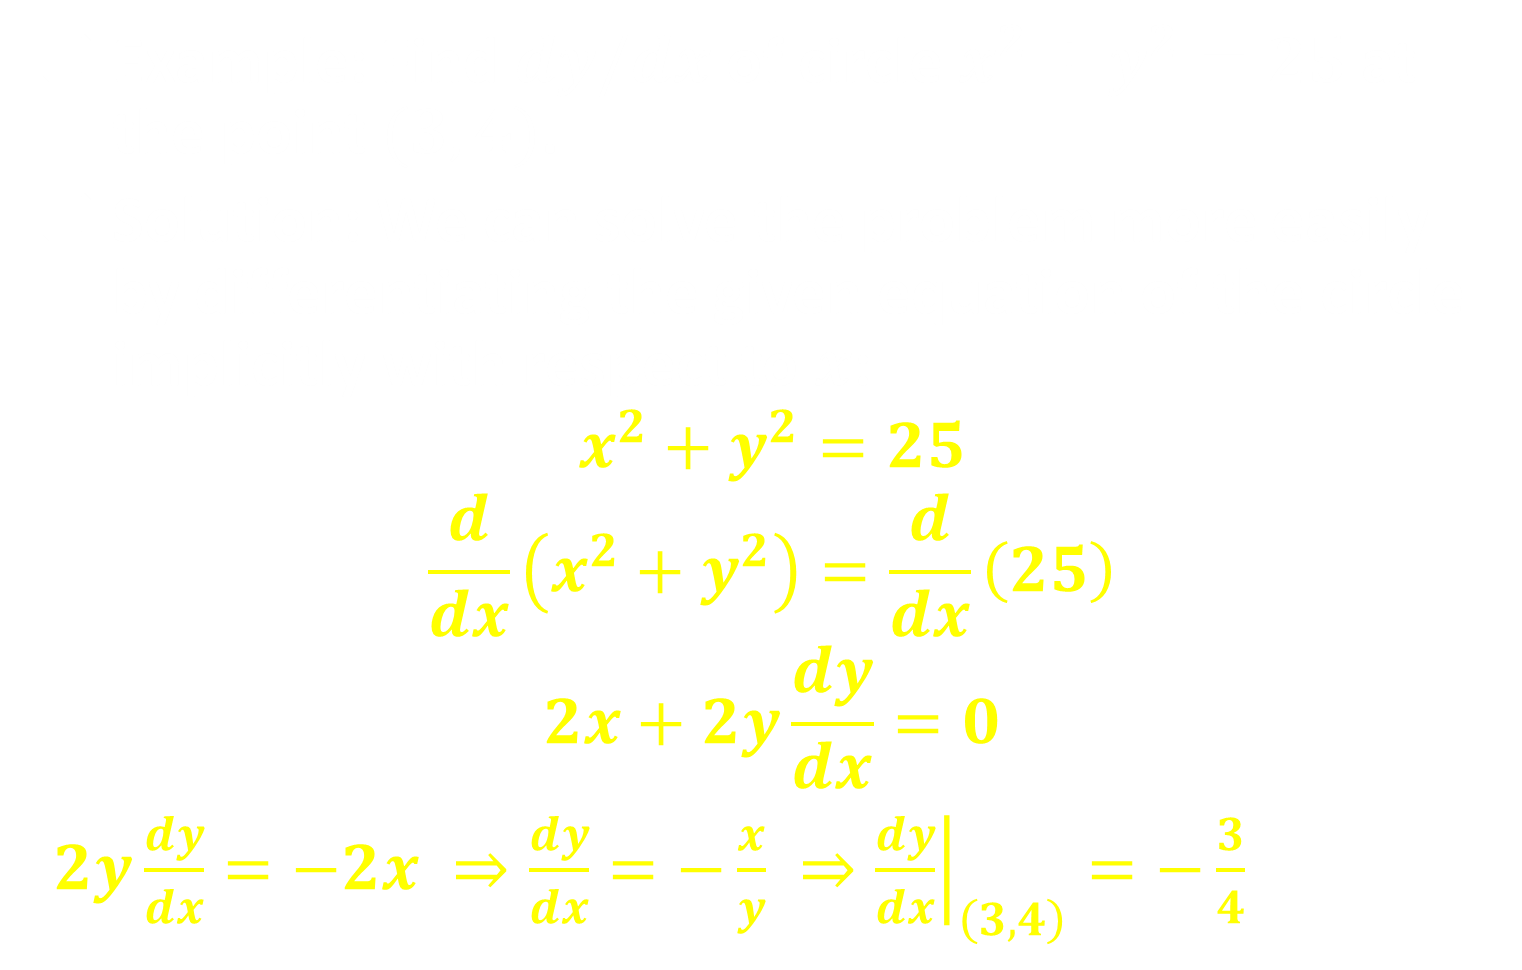 x² + y² = 25
d/dx (x² + y²) = d/dx (25)
2x + 2y dy/dx = 0
2y dy/dx = −2x ⇒ dy/dx = − x/y ⇒ dy/dx |(3,4) = − 3/4